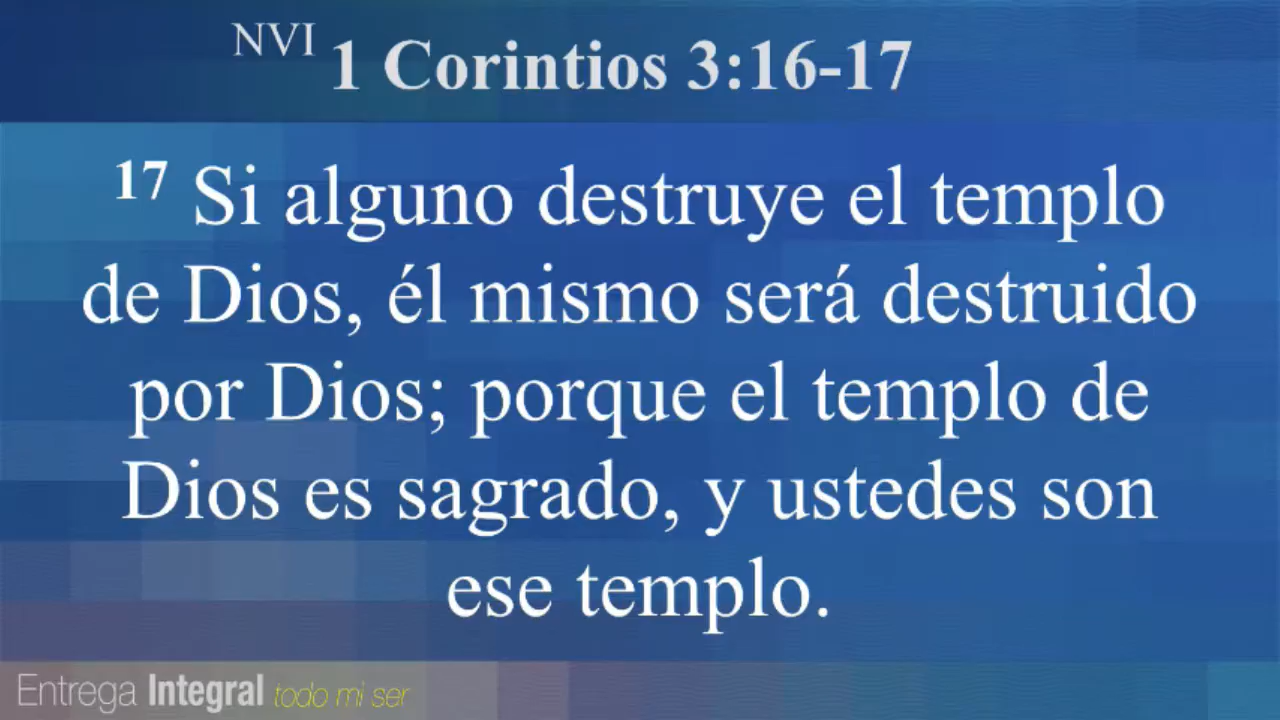 NVI 1 Corintios 3:16-17
17 Si alguno destruye el templo
de Dios, él mismo será destruido
por Dios; porque el templo de
Dios es sagrado, y ustedes son
ese templo.
Entrega Integral todo mi ser